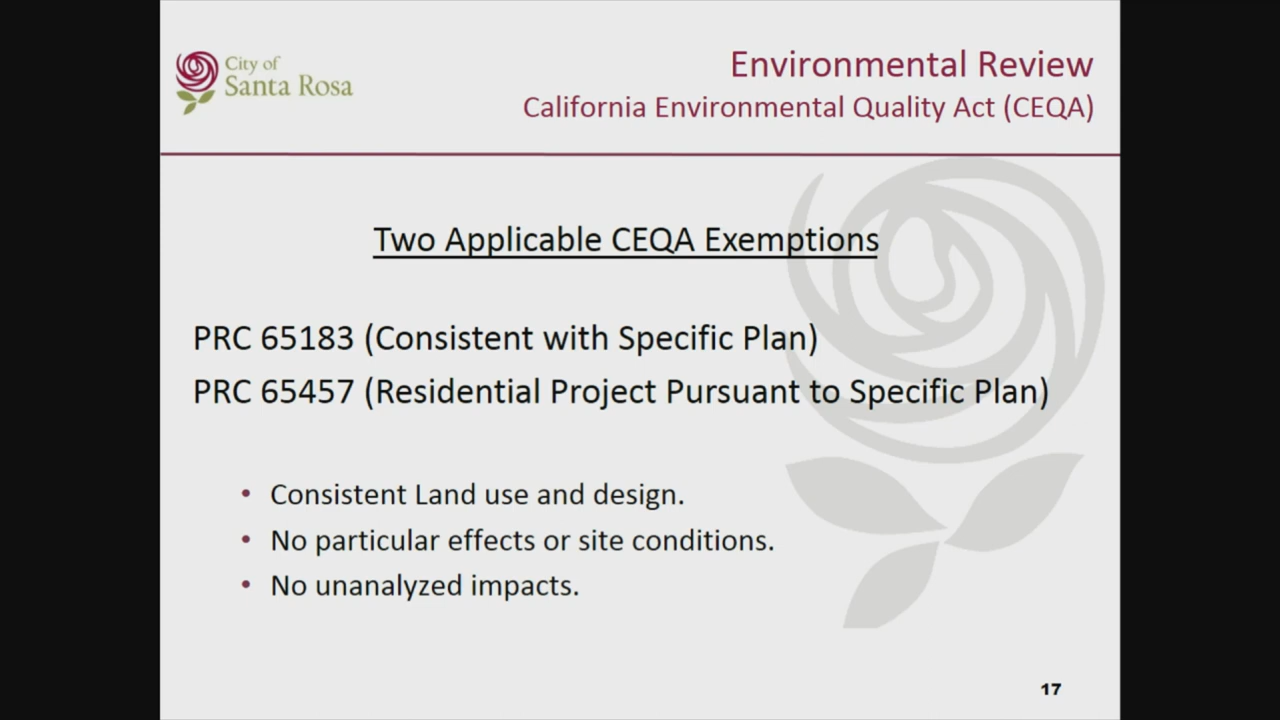 City of
Santa Rosa
Environmental Review
California Environmental Quality Act (CEQA)
Two Applicable CEQA Exemptions
PRC 65183 (Consistent with Specific Plan)
PRC 65457 (Residential Project Pursuant to Specific Plan)
• Consistent Land use and design.
• No particular effects or site conditions.
• No unanalyzed impacts.
17